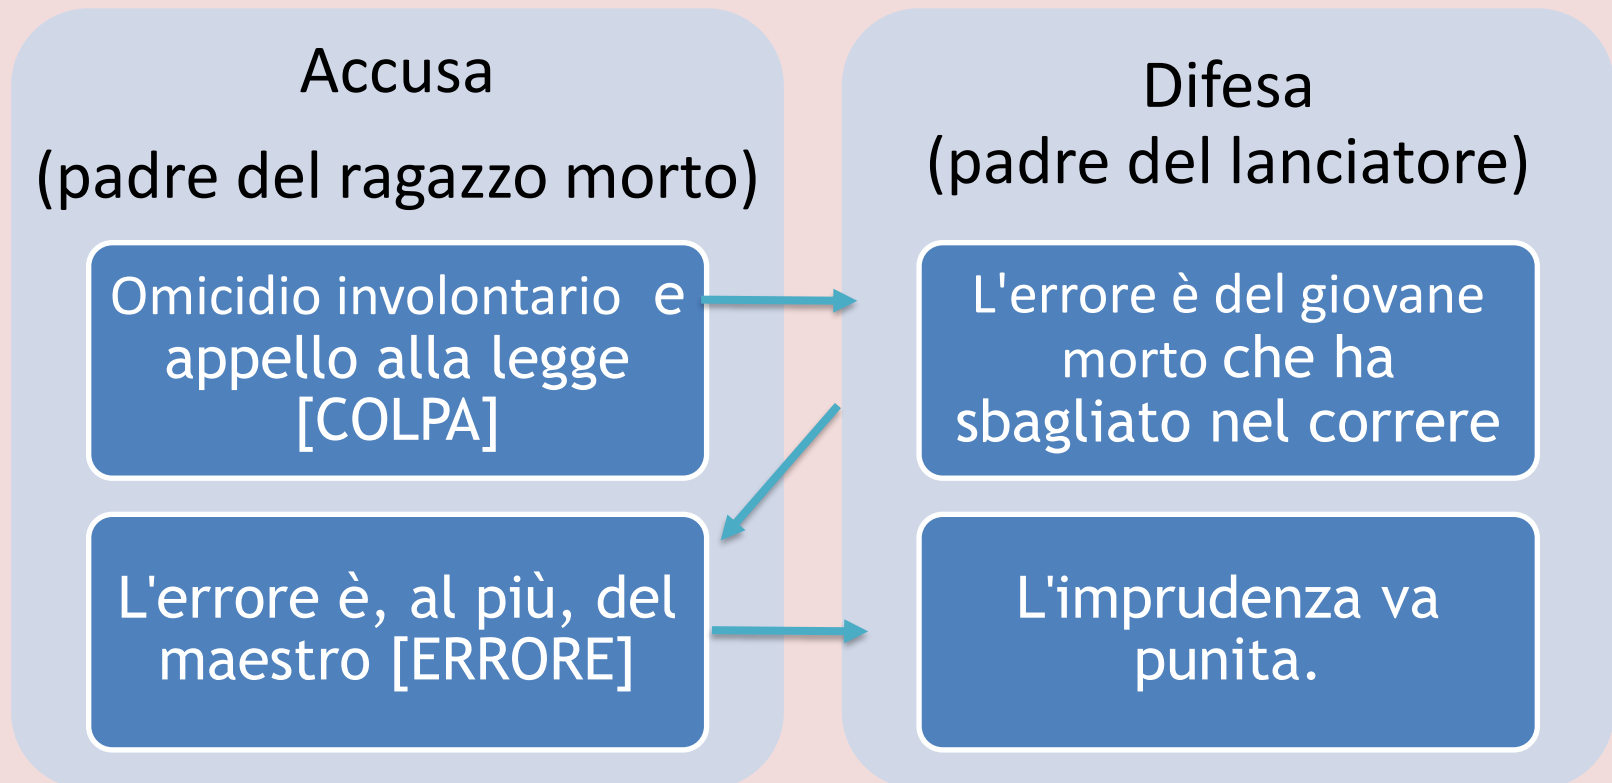 Accusa
(padre del ragazzo morto)
Omicidio involontario e
appello alla legge
[COLPA]
L'errore è, al più, del
maestro [ERRORE]
Difesa
(padre del lanciatore)
L'errore è del giovane
morto che ha
sbagliato nel correre
L'imprudenza va
punita.